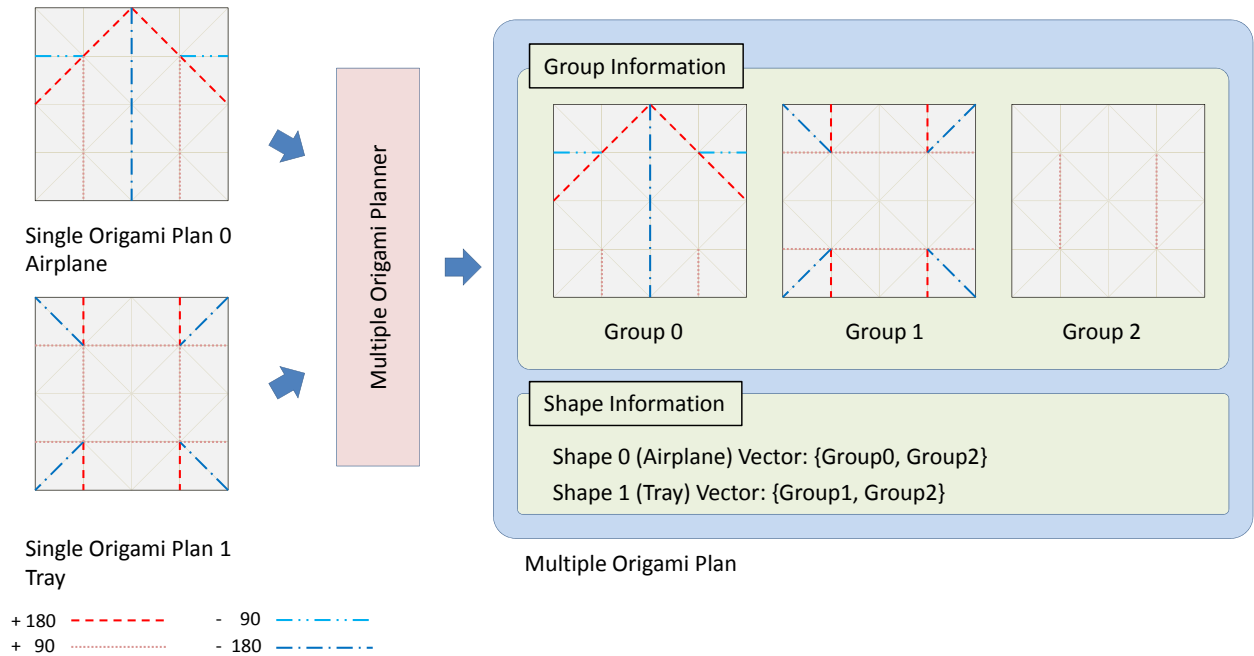 Single Origami Plan 0
Airplane
Single Origami Plan 1
Tray
+ 180
+ 90
- 90
- 180
Multiple Origami Planner
Group Information
Group 0
Group 1
Group 2
Shape Information
Shape 0 (Airplane) Vector: {Group0, Group2}
Shape 1 (Tray) Vector: {Group1, Group2}
Multiple Origami Plan